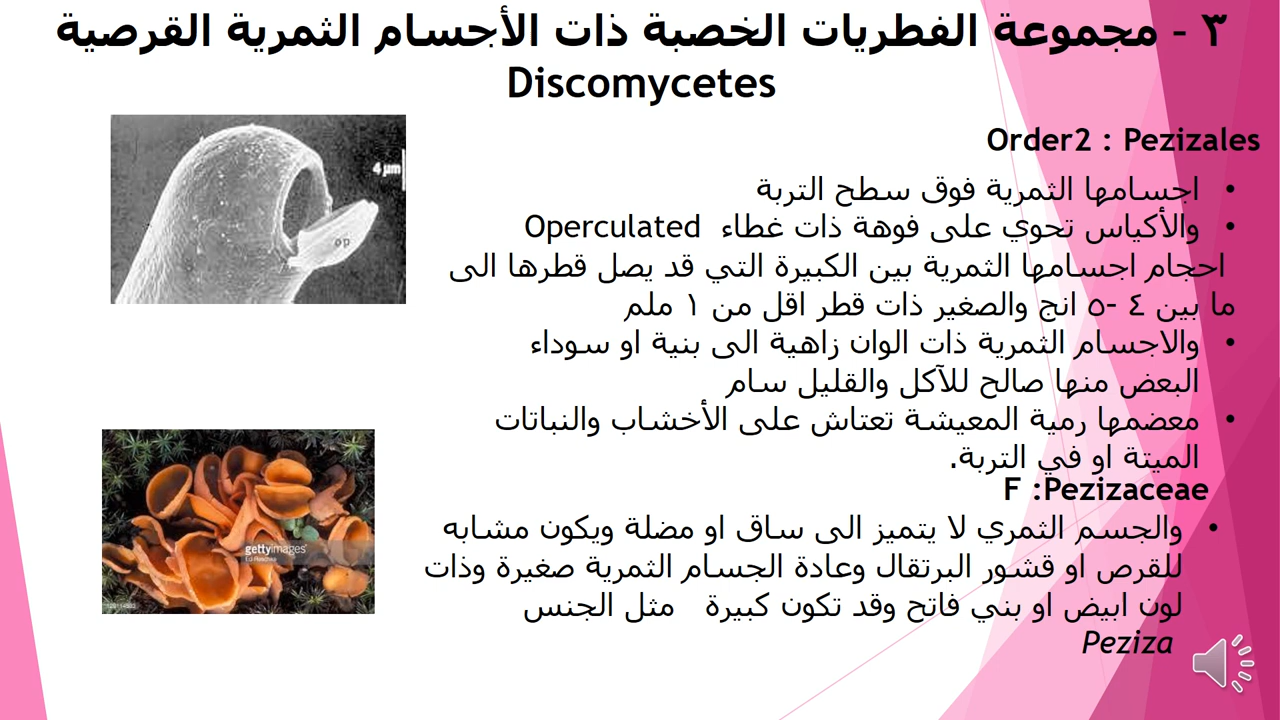 ٣ - مجموعة الفطريات الخصبة ذات الأجسام الثمرية القرصية
Discomycetes
Order2 : Pezizales
• اجسامها الثمرية فوق سطح التربة
• والأكياس تحوي على فوهة ذات غطاء Operculated
احجام اجسامها الثمرية بين الكبيرة التي قد يصل قطرها الى
ما بين ٤ -٥ انج والصغير ذات قطر اقل من ١ ملم
• والاجسام الثمرية ذات الوان زاهية الى بنية او سوداء
البعض منها صالح للآكل والقليل سام
• معضمها رمية المعيشة تعتاش على الأخشاب والنباتات
الميتة او في التربة.
F :Pezizaceae
• والجسم الثمري لا يتميز الى ساق او مضلة ويكون مشابه
للقرص او قشور البرتقال وعادة الجسام الثمرية صغيرة وذات
لون ابيض او بني فاتح وقد تكون كبيرة مثل الجنس
Peziza
4 µm
op
gettyimages